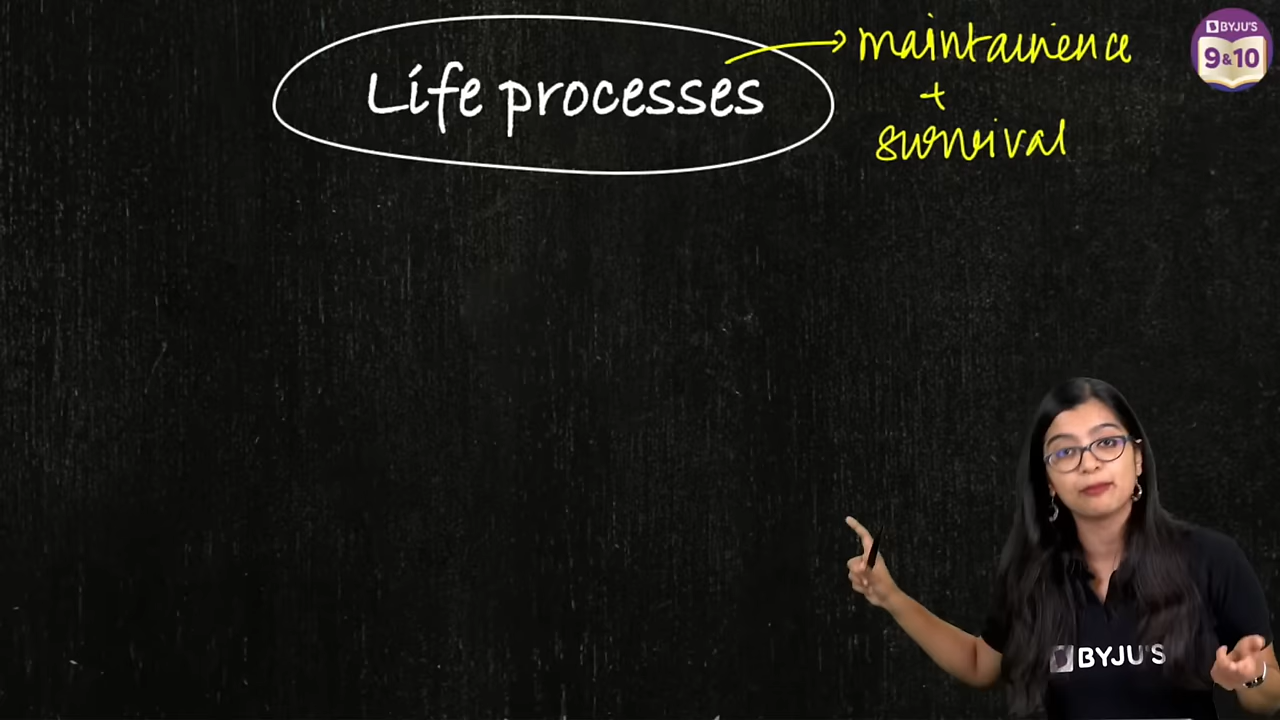 Life processes
maintainence
+
survival
BYJU'S
9&10
BYJU'S